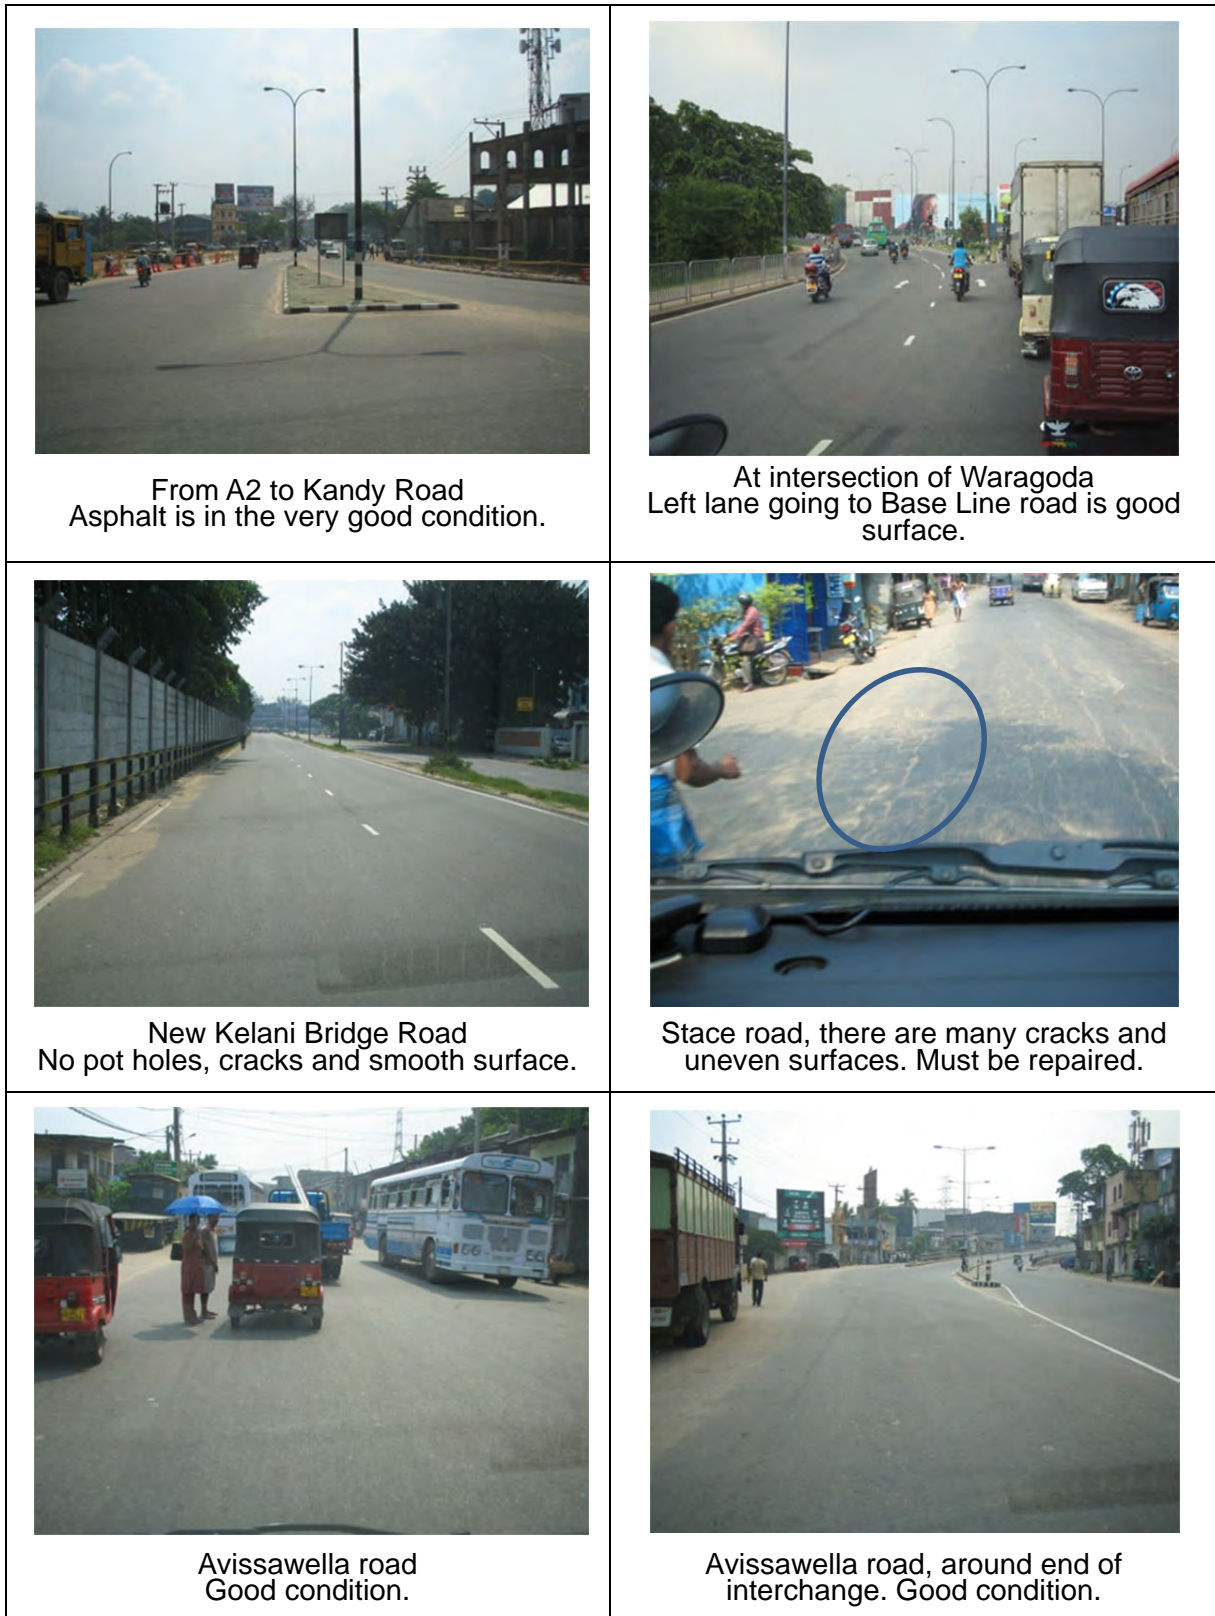 From A2 to Kandy Road
Asphalt is in the very good condition.
At intersection of Waragoda
Left lane going to Base Line road is good
surface.
New Kelani Bridge Road
No pot holes, cracks and smooth surface.
Stace road, there are many cracks and
uneven surfaces. Must be repaired.
Avissawella road
Good condition.
Avissawella road, around end of
interchange. Good condition.